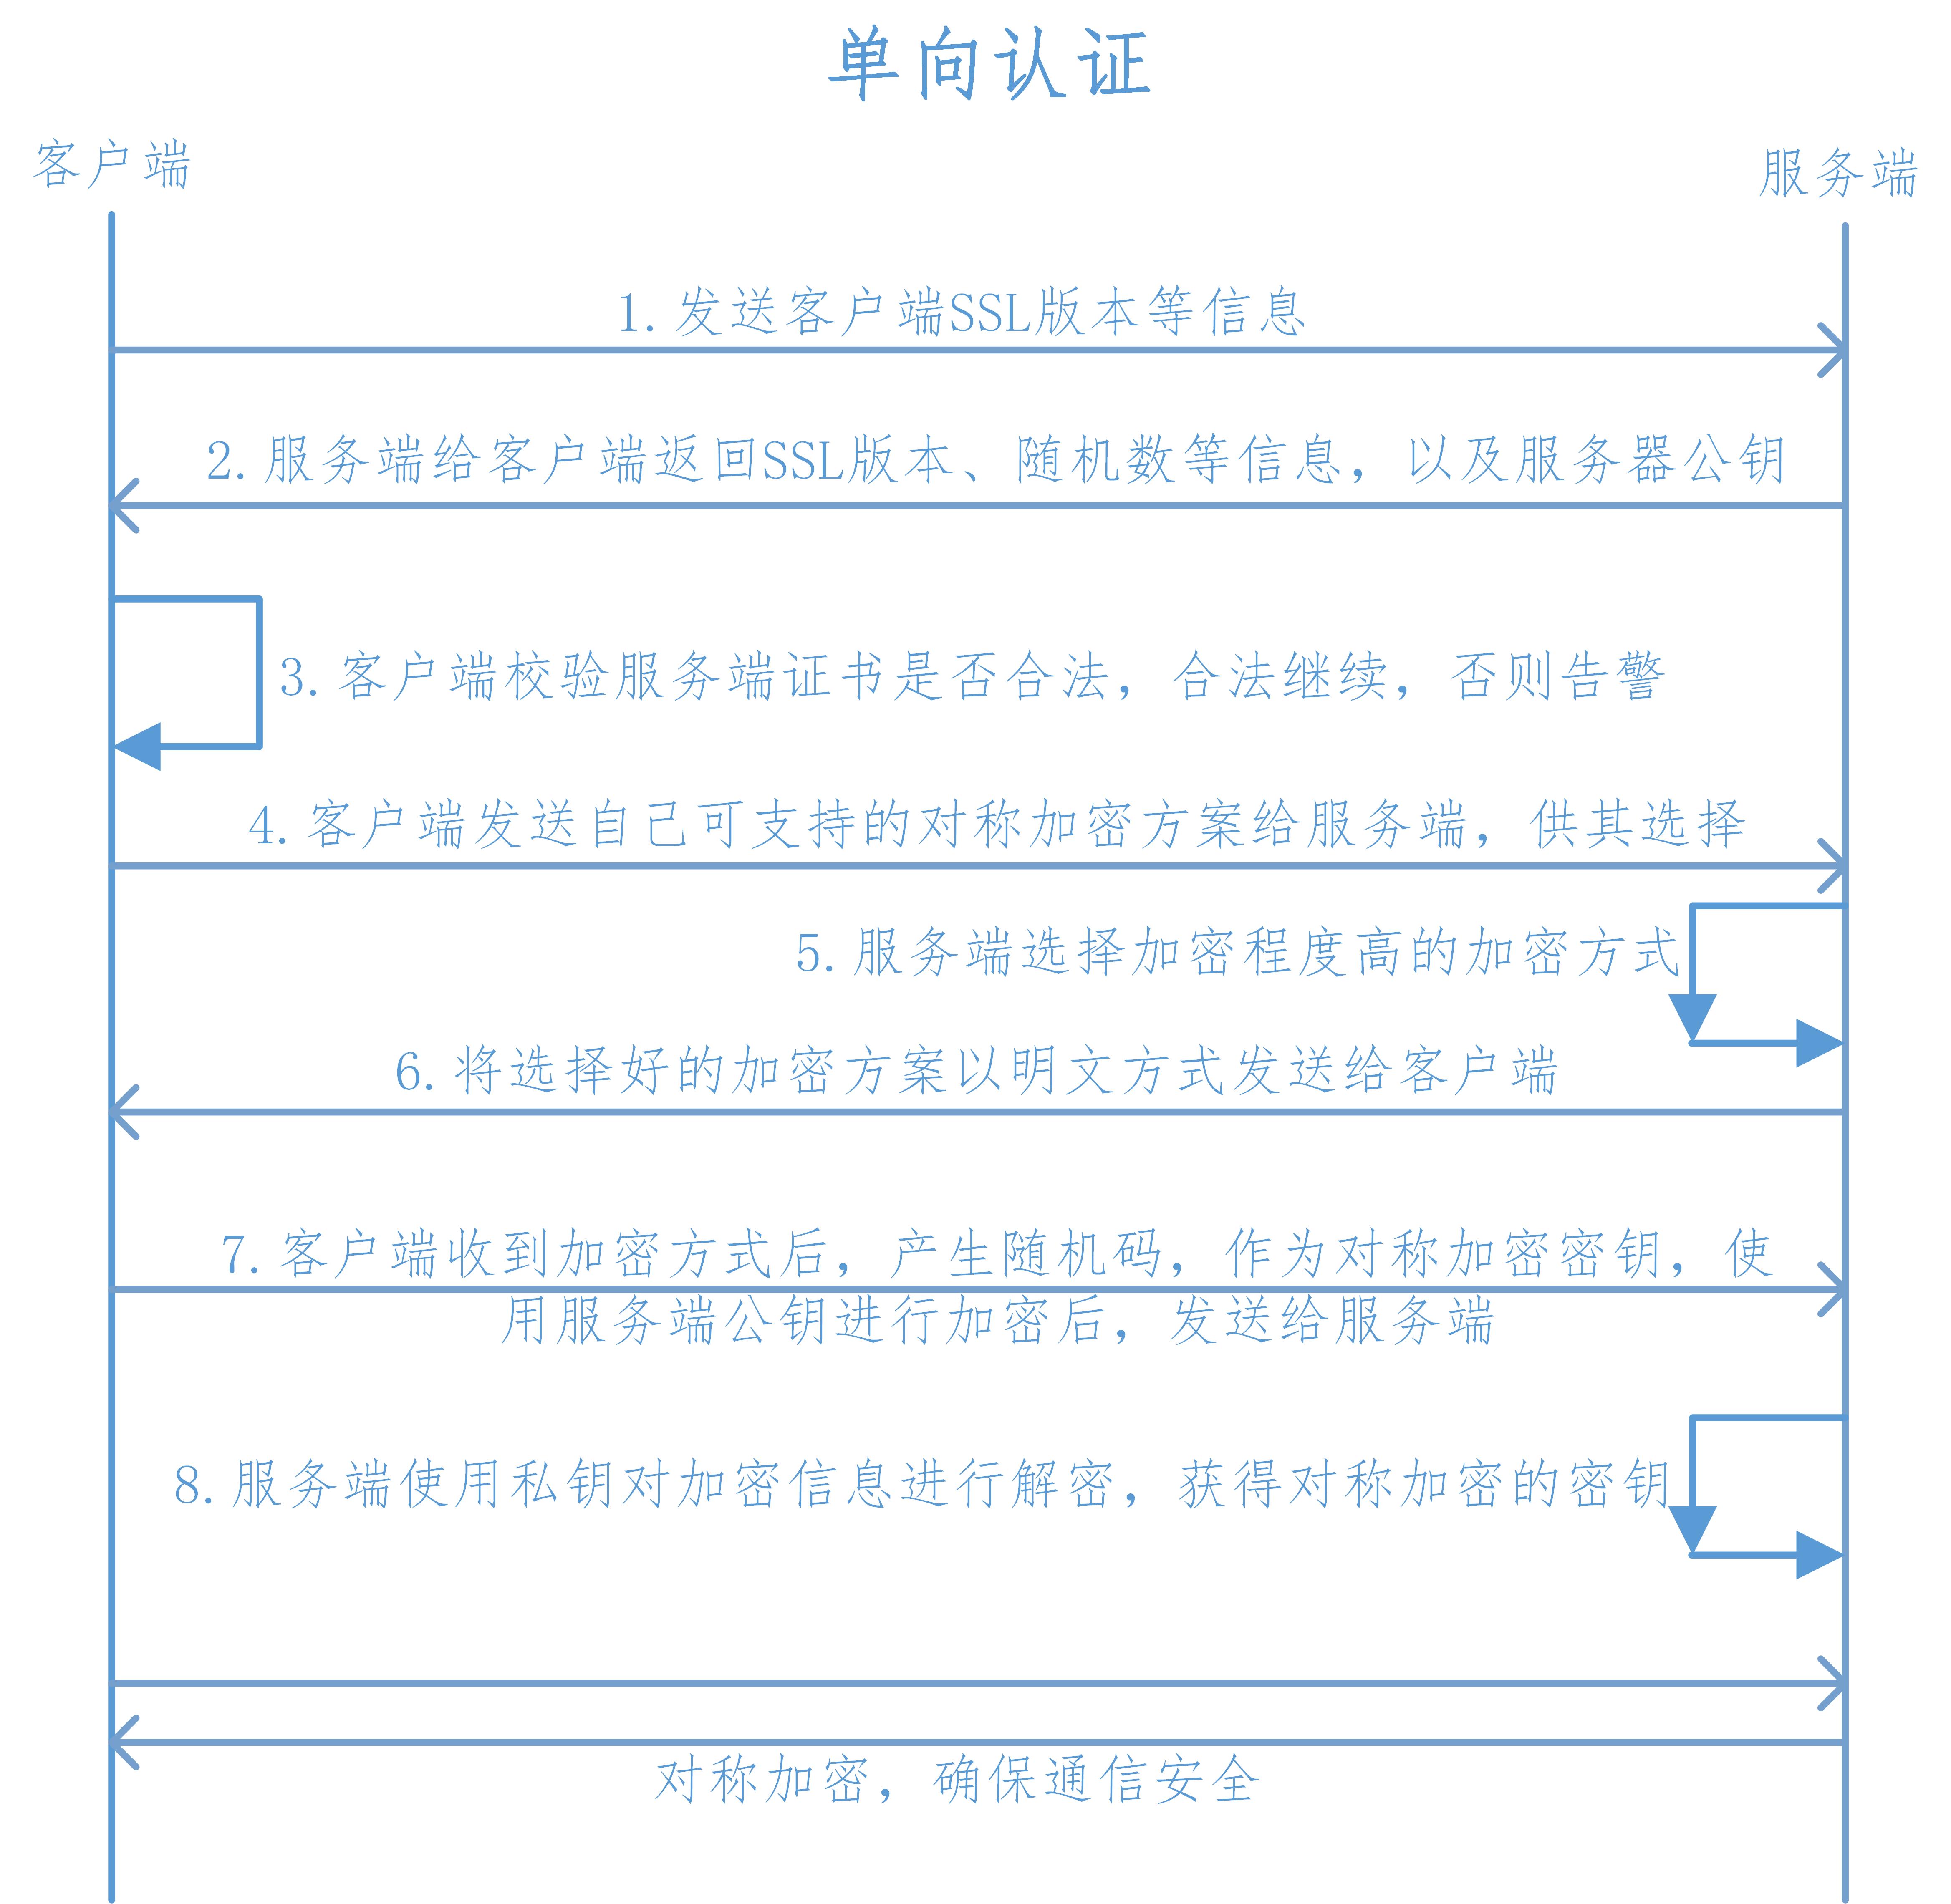 单向认证
客户端
服务端
1.发送客户端SSL版本等信息
2.服务端给客户端返回SSL版本、随机数等信息，以及服务器公钥
3.客户端校验服务端证书是否合法，合法继续，否则告警
4.客户端发送自己可支持的对称加密方案给服务端，供其选择
5.服务端选择加密程度高的加密方式
6.将选择好的加密方案以明文方式发送给客户端
7.客户端收到加密方式后，产生随机码，作为对称加密密钥，使
用服务端公钥进行加密后，发送给服务端
8.服务端使用私钥对加密信息进行解密，获得对称加密的密钥
对称加密，确保通信安全